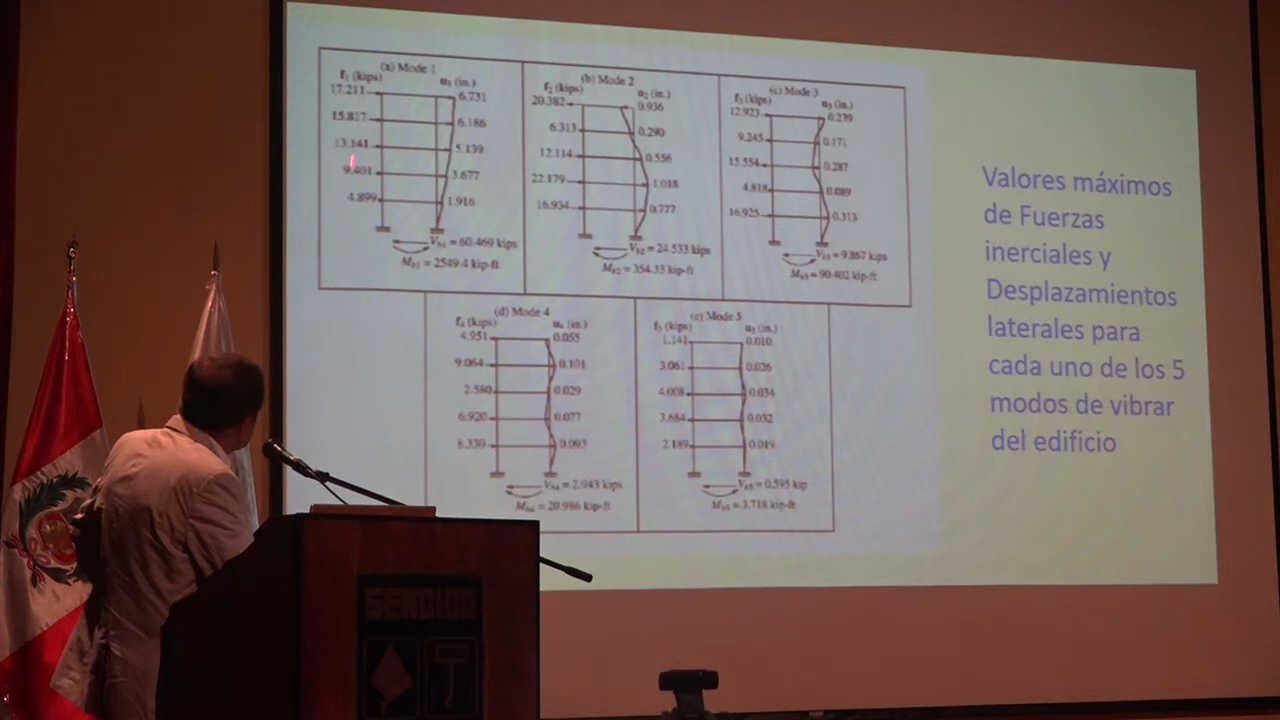 (a) Mode 1
f₁ (kips) u₁ (in.)
17.211 6.731
15.817 6.186
13.141 5.139
9.401 3.677
4.899 1.916
Vb1 = 60.469 kips
Mb1 = 2549.4 kip-ft
(b) Mode 2
f₂ (kips) u₂ (in.)
20.382 0.936
6.313 0.290
12.114 0.556
22.179 1.018
16.934 0.777
Vb2 = 24.533 kips
Mb2 = 354.33 kip-ft
(c) Mode 3
f₃ (kips) u₃ (in.)
12.923 0.239
9.245 0.171
15.554 0.287
4.818 0.089
16.925 0.313
Vb3 = 9.867 kips
Mb3 = 90.402 kip-ft
(d) Mode 4
f₄ (kips) u₄ (in.)
4.951 0.055
9.064 0.101
2.580 0.029
6.920 0.077
8.339 0.093
Vb4 = 2.943 kips
Mb4 = 20.986 kip-ft
(e) Mode 5
f₅ (kips) u₅ (in.)
1.141 0.010
3.061 0.026
4.008 0.034
3.684 0.032
2.189 0.019
Vb5 = 0.595 kip
Mb5 = 3.718 kip-ft
Valores máximos
de Fuerzas
inerciales y
Desplazamientos
laterales para
cada uno de los 5
modos de vibrar
del edificio
SENCICO